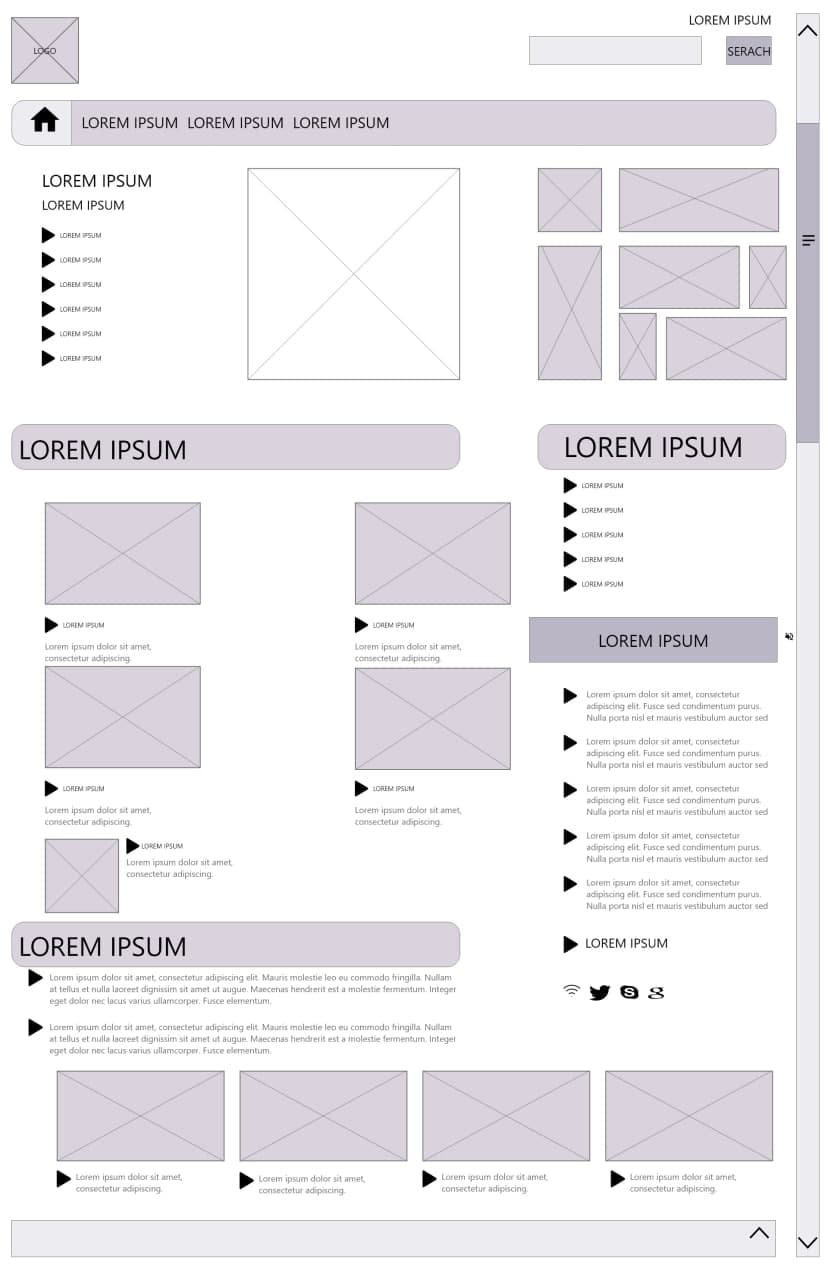 LOREM IPSUM
LOGO
SERACH
LOREM IPSUM LOREM IPSUM LOREM IPSUM
LOREM IPSUM
LOREM IPSUM
LOREM IPSUM
LOREM IPSUM
LOREM IPSUM
LOREM IPSUM
LOREM IPSUM
LOREM IPSUM
LOREM IPSUM
LOREM IPSUM
Lorem ipsum dolor sit amet,
consectetur adipiscing.
LOREM IPSUM
Lorem ipsum dolor sit amet,
consectetur adipiscing.
LOREM IPSUM
Lorem ipsum dolor sit amet,
consectetur adipiscing.
LOREM IPSUM
Lorem ipsum dolor sit amet,
consectetur adipiscing.
LOREM IPSUM
Lorem ipsum dolor sit amet,
consectetur adipiscing.
LOREM IPSUM
LOREM IPSUM
LOREM IPSUM
LOREM IPSUM
LOREM IPSUM
LOREM IPSUM
LOREM IPSUM
Lorem ipsum dolor sit amet, consectetur
adipiscing elit. Fusce sed condimentum purus.
Nulla porta nisl et mauris vestibulum auctor sed
Lorem ipsum dolor sit amet, consectetur
adipiscing elit. Fusce sed condimentum purus.
Nulla porta nisl et mauris vestibulum auctor sed
Lorem ipsum dolor sit amet, consectetur
adipiscing elit. Fusce sed condimentum purus.
Nulla porta nisl et mauris vestibulum auctor sed
Lorem ipsum dolor sit amet, consectetur
adipiscing elit. Fusce sed condimentum purus.
Nulla porta nisl et mauris vestibulum auctor sed
Lorem ipsum dolor sit amet, consectetur
adipiscing elit. Fusce sed condimentum purus.
Nulla porta nisl et mauris vestibulum auctor sed
LOREM IPSUM
LOREM IPSUM
Lorem ipsum dolor sit amet, consectetur adipiscing elit. Mauris molestie leo eu commodo fringilla. Nullam
at tellus et nulla laoreet dignissim sit amet ut augue. Maecenas hendrerit est a molestie fermentum. Integer
eget dolor nec lacus varius ullamcorper. Fusce elementum.
Lorem ipsum dolor sit amet, consectetur adipiscing elit. Mauris molestie leo eu commodo fringilla. Nullam
at tellus et nulla laoreet dignissim sit amet ut augue. Maecenas hendrerit est a molestie fermentum. Integer
eget dolor nec lacus varius ullamcorper. Fusce elementum.
Lorem ipsum dolor sit amet,
consectetur adipiscing.
Lorem ipsum dolor sit amet,
consectetur adipiscing.
Lorem ipsum dolor sit amet,
consectetur adipiscing.
Lorem ipsum dolor sit amet,
consectetur adipiscing.